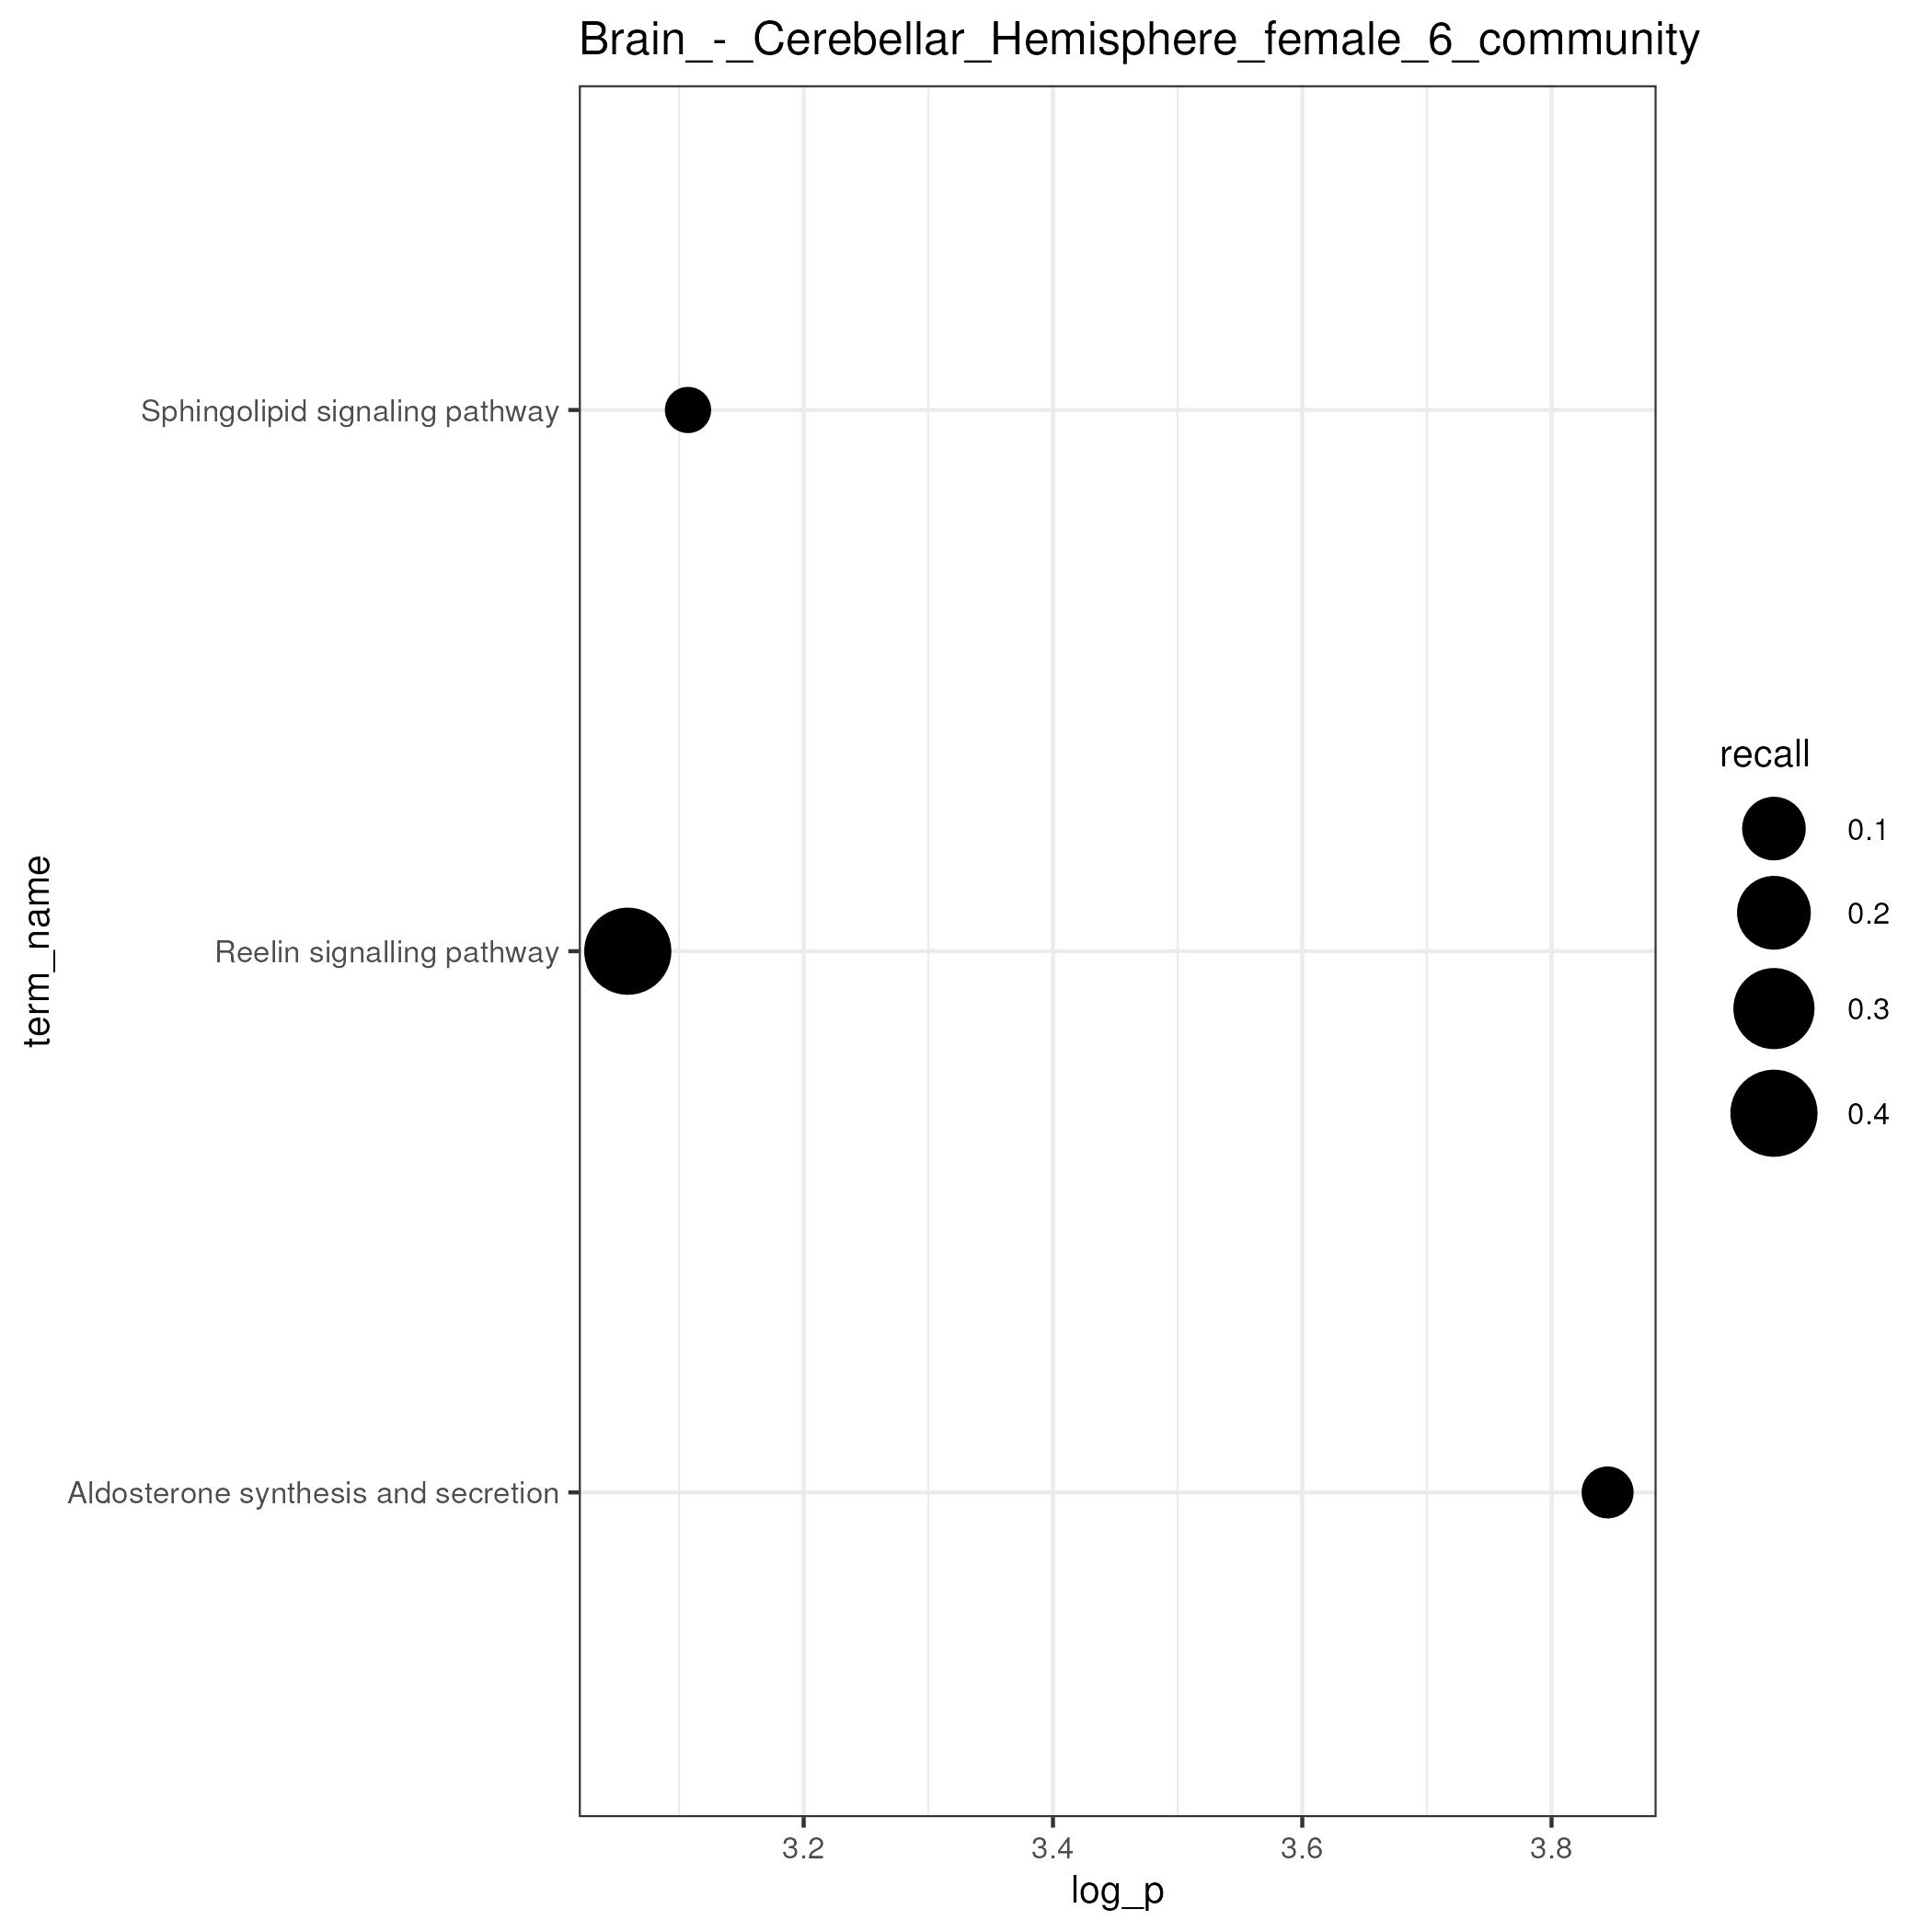 Brain_-_Cerebellar_Hemisphere_female_6_community
term_name
Sphingolipid signaling pathway
Reelin signalling pathway
Aldosterone synthesis and secretion
3.2
3.4
3.6
3.8
log_p
recall
0.1
0.2
0.3
0.4